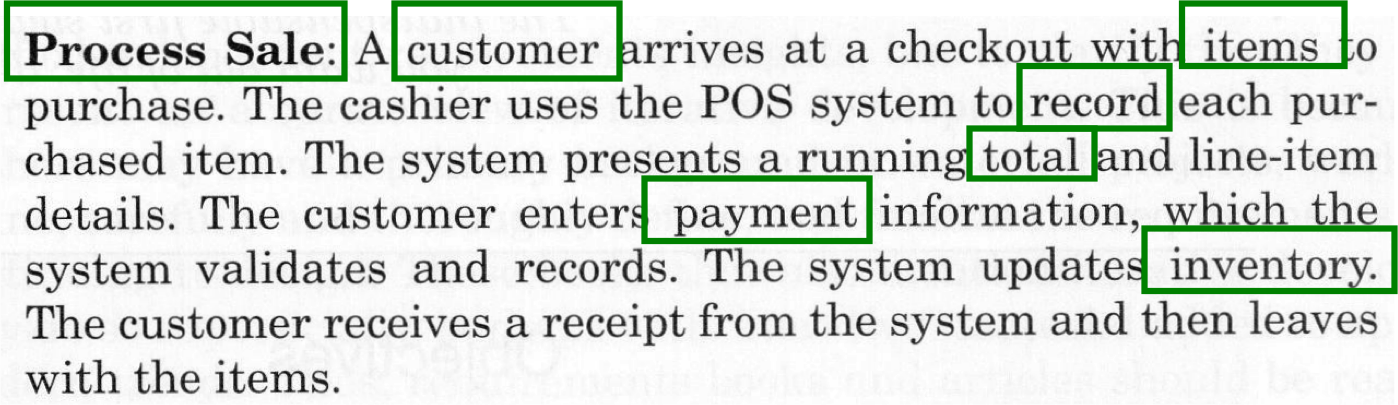 Process Sale: A customer arrives at a checkout with items to
purchase. The cashier uses the POS system to record each pur-
chased item. The system presents a running total and line-item
details. The customer enters payment information, which the
system validates and records. The system updates inventory.
The customer receives a receipt from the system and then leaves
with the items.